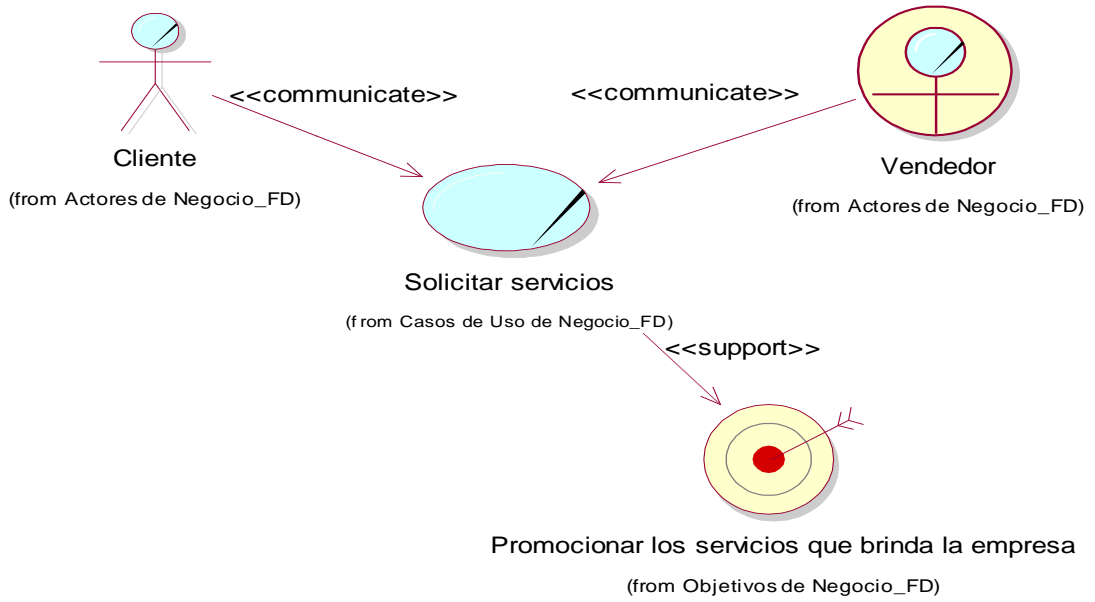 <<communicate>>
<<communicate>>
Cliente
(from Actores de Negocio_FD)
Vendedor
(from Actores de Negocio_FD)
Solicitar servicios
(from Casos de Uso de Negocio_FD)
<<support>>
Promocionar los servicios que brinda la empresa
(from Objetivos de Negocio_FD)